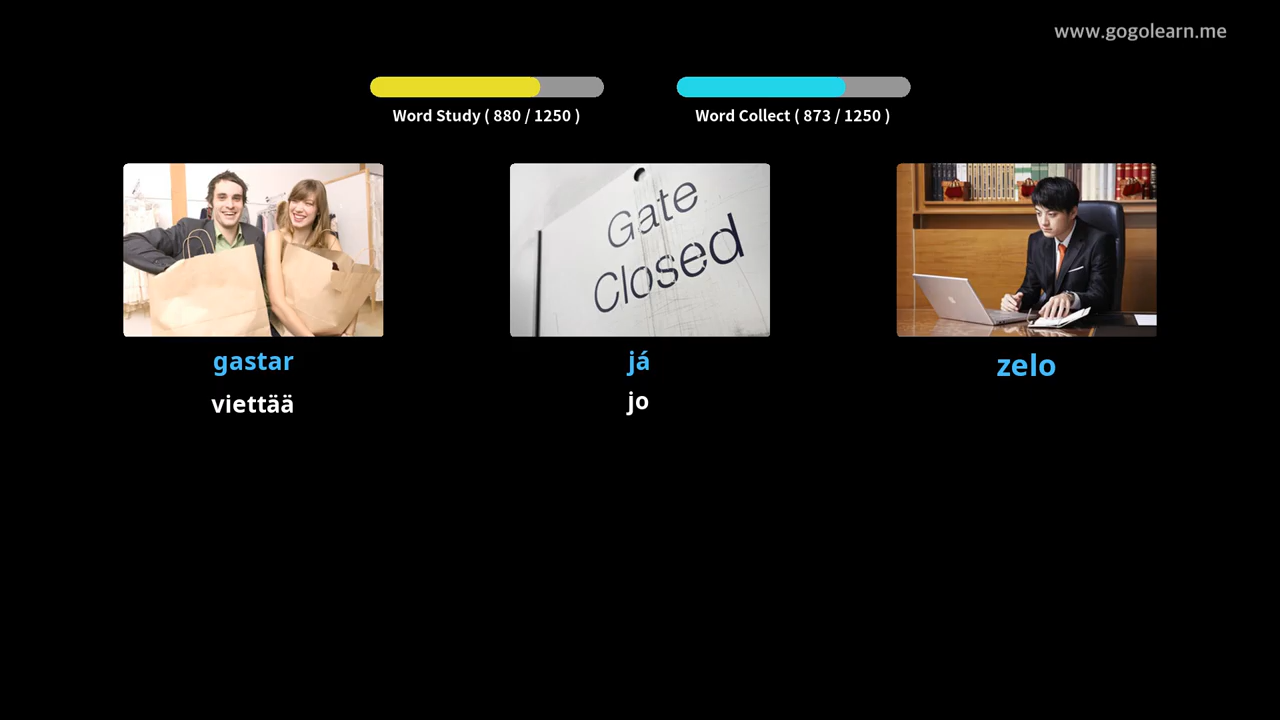 www.gogolearn.me
Word Study ( 880 / 1250 )
Word Collect ( 873 / 1250 )
Gate
Closed
gastar
já
zelo
viettää
jo